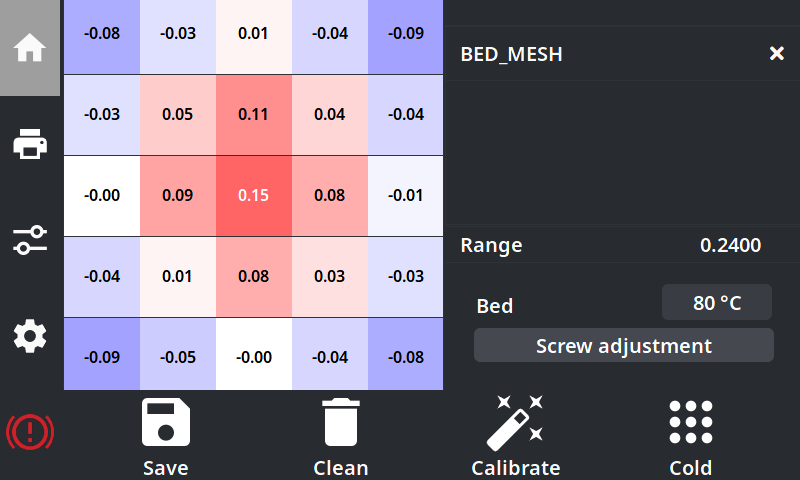 -0.08 -0.03 0.01 -0.04 -0.09
BED_MESH
-0.03 0.05 0.11 0.04 -0.04
-0.00 0.09 0.15 0.08 -0.01
Range 0.2400
-0.04 0.01 0.08 0.03 -0.03
Bed 80 °C
Screw adjustment
-0.09 -0.05 -0.00 -0.04 -0.08
Save Clean Calibrate Cold